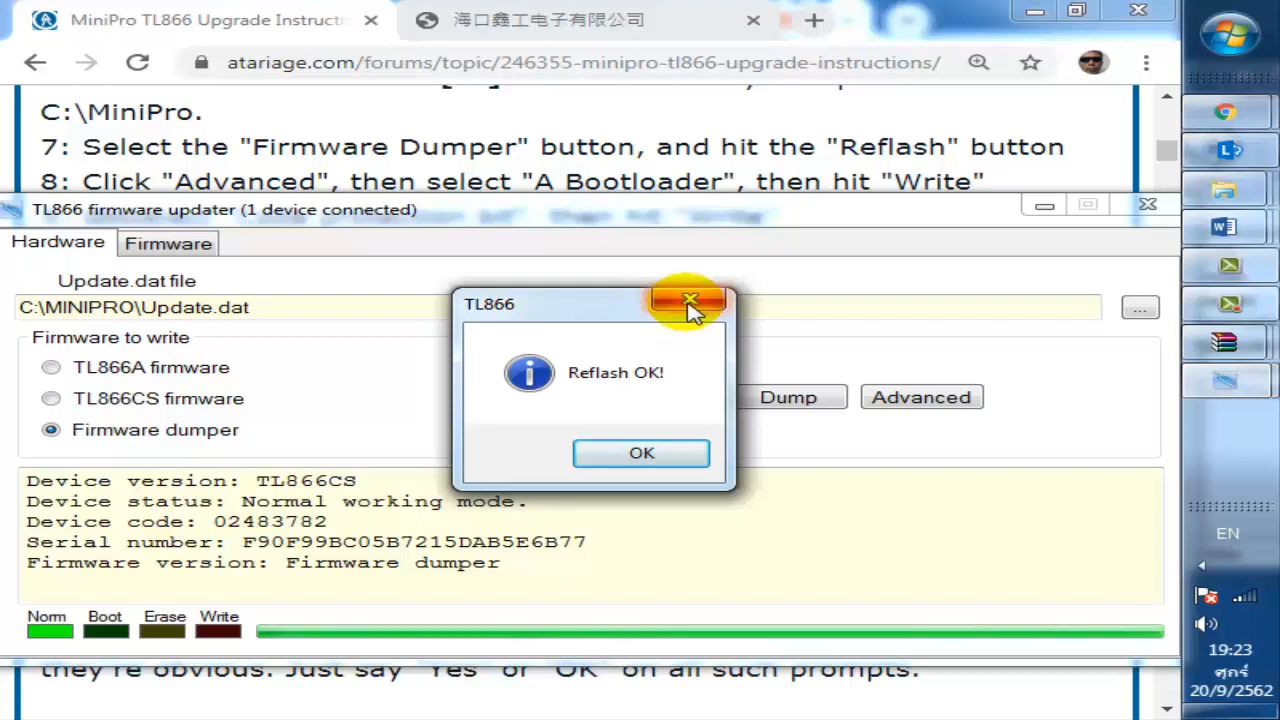 MiniPro TL866 Upgrade Instructi
海口鑫工电子有限公司
atariage.com/forums/topic/246355-minipro-tl866-upgrade-instructions/
C:\MiniPro.
7: Select the "Firmware Dumper" button, and hit the "Reflash" button
8: Click "Advanced", then select "A Bootloader", then hit "Write"
TL866 firmware updater (1 device connected)
Hardware
Firmware
Update.dat file
C:\MINIPRO\Update.dat
...
Firmware to write
TL866A firmware
TL866CS firmware
Firmware dumper
Dump
Advanced
TL866
Reflash OK!
OK
Device version: TL866CS
Device status: Normal working mode.
Device code: 02483782
Serial number: F90F99BC05B7215DAB5E6B77
Firmware version: Firmware dumper
Norm Boot Erase Write
they're obvious. Just say "Yes" or "OK" on all such prompts.
EN
19:23
ศุกร์
20/9/2562